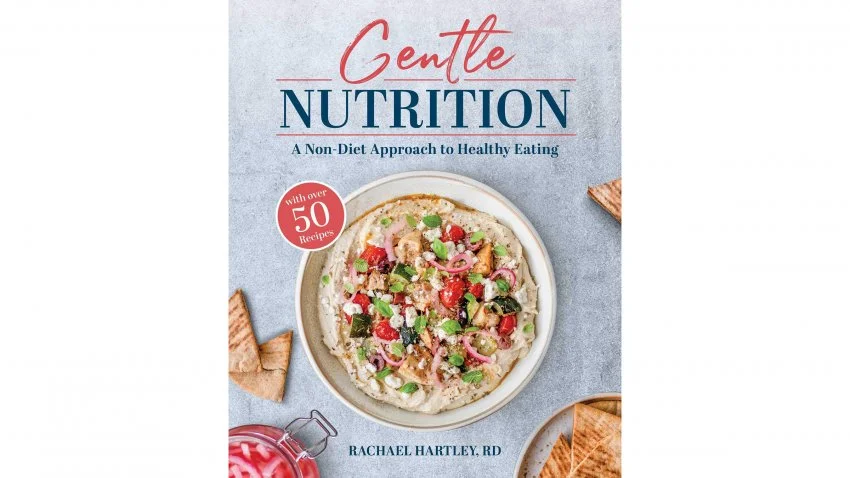 Gentle
NUTRITION
A Non-Diet Approach to Healthy Eating
with over
50
Recipes
RACHAEL HARTLEY, RD